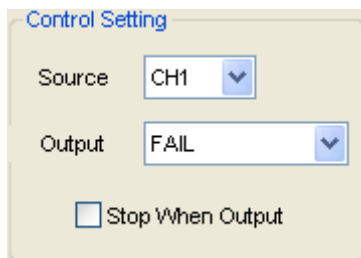 Control Setting
Source CH1
Output FAIL
Stop When Output